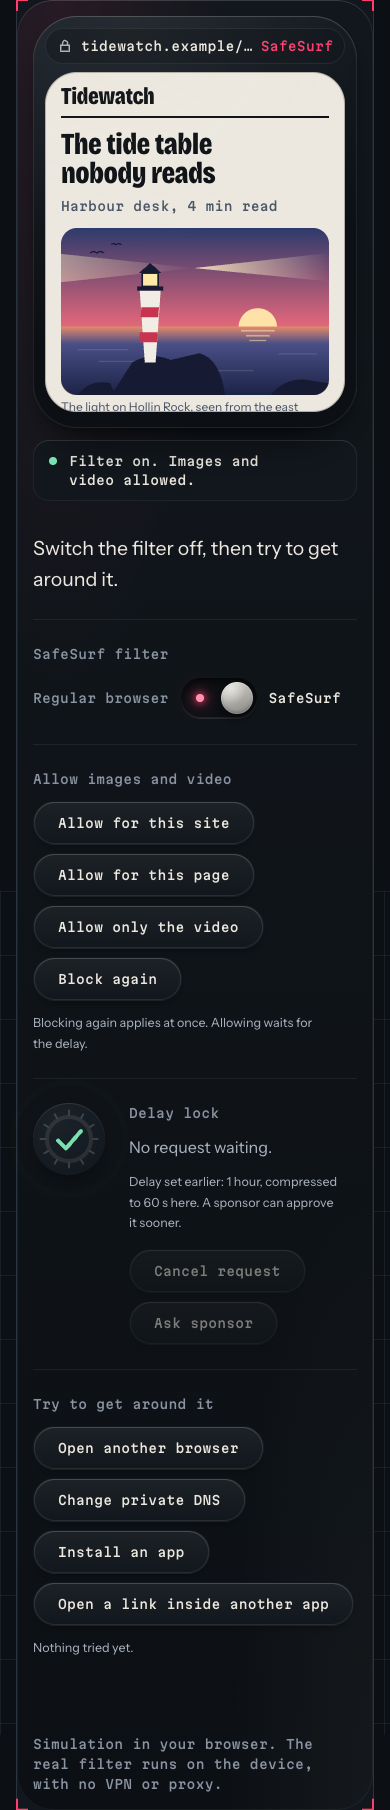 tidewatch.example/… SafeSurf
Tidewatch
The tide table
nobody reads
Harbour desk, 4 min read
The light on Hollin Rock, seen from the east
Filter on. Images and
video allowed.
Switch the filter off, then try to get
around it.
SafeSurf filter
Regular browser SafeSurf
Allow images and video
Allow for this site
Allow for this page
Allow only the video
Block again
Blocking again applies at once. Allowing waits for
the delay.
Delay lock
No request waiting.
Delay set earlier: 1 hour, compressed
to 60 s here. A sponsor can approve
it sooner.
Cancel request
Ask sponsor
Try to get around it
Open another browser
Change private DNS
Install an app
Open a link inside another app
Nothing tried yet.
Simulation in your browser. The
real filter runs on the device,
with no VPN or proxy.